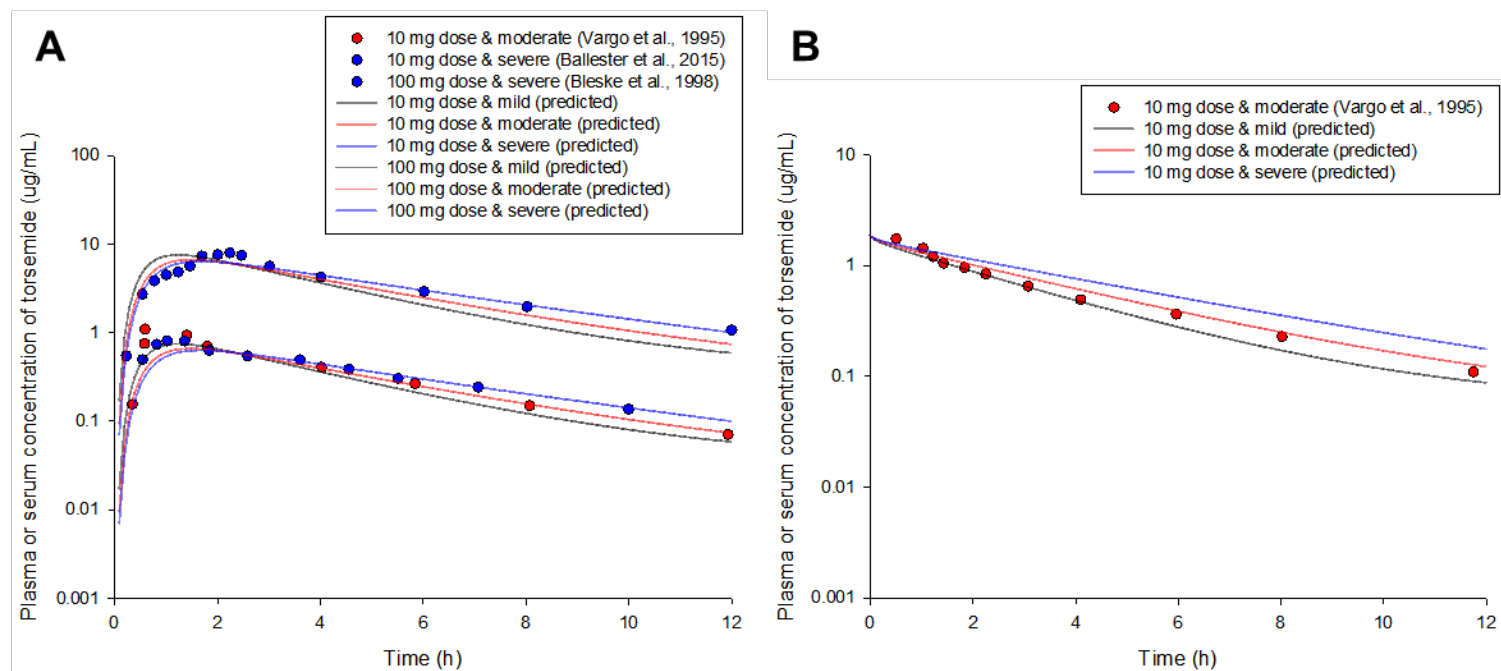 A
10 mg dose & moderate (Vargo et al., 1995)
10 mg dose & severe (Ballester et al., 2015)
100 mg dose & severe (Bleske et al., 1998)
10 mg dose & mild (predicted)
10 mg dose & moderate (predicted)
10 mg dose & severe (predicted)
100 mg dose & mild (predicted)
100 mg dose & moderate (predicted)
100 mg dose & severe (predicted)
Plasma or serum concentration of torsemide (ug/mL)
100
10
1
0.1
0.01
0.001
0 2 4 6 8 10 12
Time (h)
B
10 mg dose & moderate (Vargo et al., 1995)
10 mg dose & mild (predicted)
10 mg dose & moderate (predicted)
10 mg dose & severe (predicted)
Plasma or serum concentration of torsemide (ug/mL)
10
1
0.1
0.01
0.001
0 2 4 6 8 10 12
Time (h)